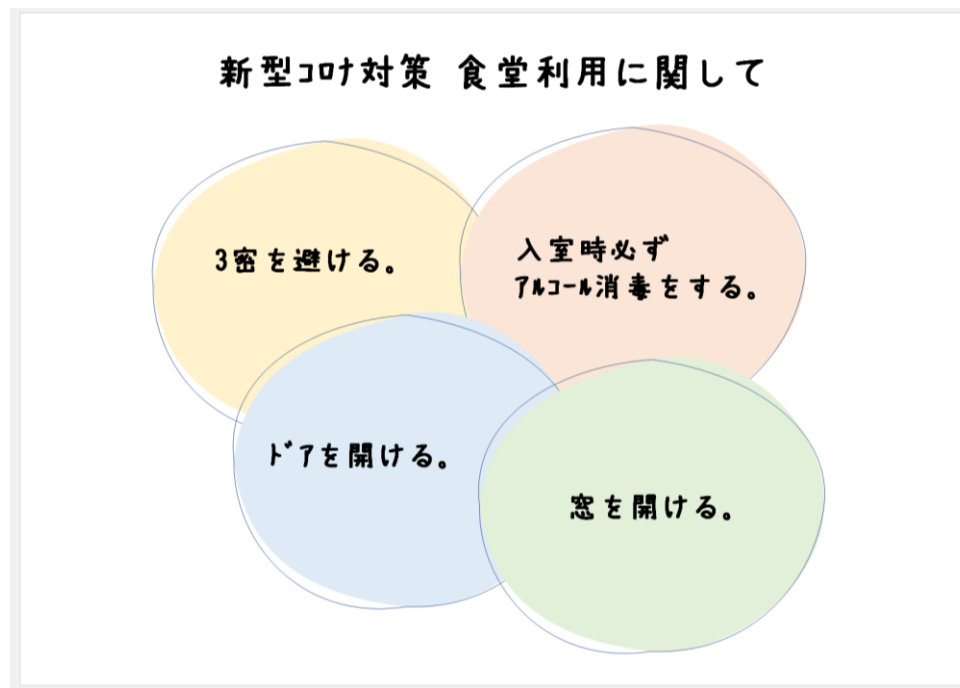 新型コロナ対策 食堂利用に関して
3密を避ける。
入室時必ず
アルコール消毒をする。
ドアを開ける。
窓を開ける。